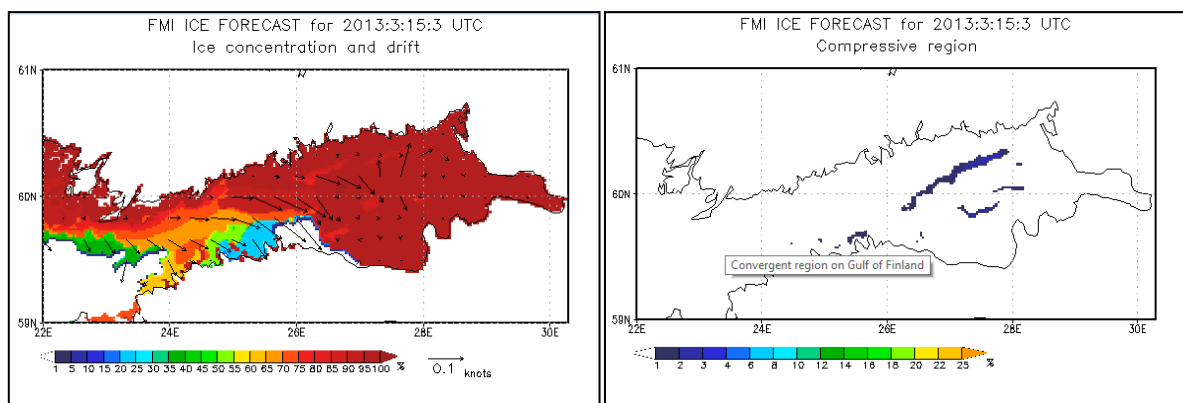 FMI ICE FORECAST for 2013:3:15:3 UTC
Ice concentration and drift
61N
60N
59N
22E 24E 26E 28E 30E
1 5 10 15 20 25 30 35 40 45 50 55 60 65 70 75 80 85 90 95 100 %
0.1 knots
FMI ICE FORECAST for 2013:3:15:3 UTC
Compressive region
61N
60N
Convergent region on Gulf of Finland
59N
22E 24E 26E 28E 30E
1 2 4 6 8 10 12 14 16 18 20 22 25 %